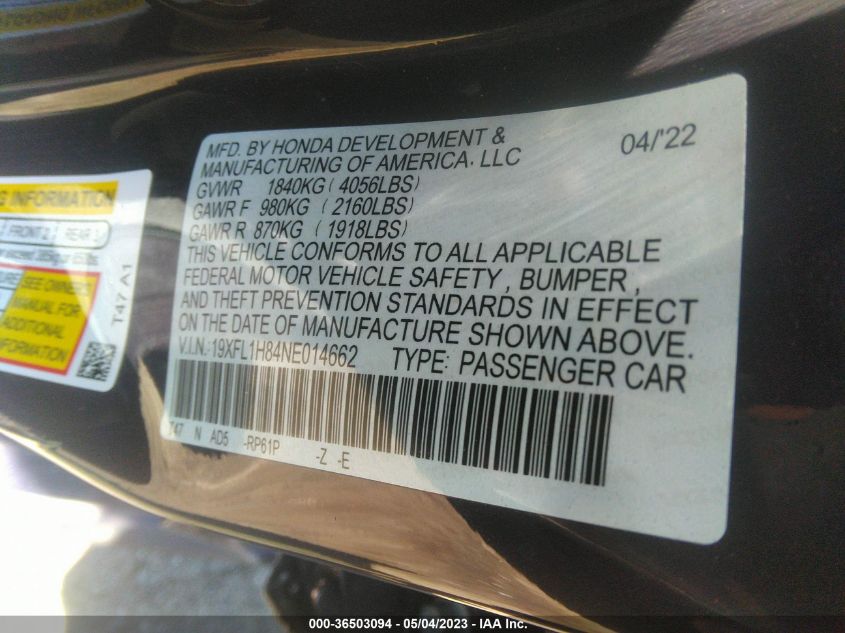 MFD. BY HONDA DEVELOPMENT &
MANUFACTURING OF AMERICA, LLC
04/'22
GVWR 1840KG (4056LBS)
GAWR F 980KG (2160LBS)
GAWR R 870KG (1918LBS)
THIS VEHICLE CONFORMS TO ALL APPLICABLE
FEDERAL MOTOR VEHICLE SAFETY, BUMPER,
AND THEFT PREVENTION STANDARDS IN EFFECT
ON THE DATE OF MANUFACTURE SHOWN ABOVE.
V.I.N.:19XFL1H84NE014662 TYPE: PASSENGER CAR
T47 N AD5 -RP61P -Z -E
INFORMATION
FRONT 2 REAR 3
SEE OWNER'S
MANUAL FOR
ADDITIONAL
INFORMATION
T47 A1
000-36503094 - 05/04/2023 - IAA Inc.